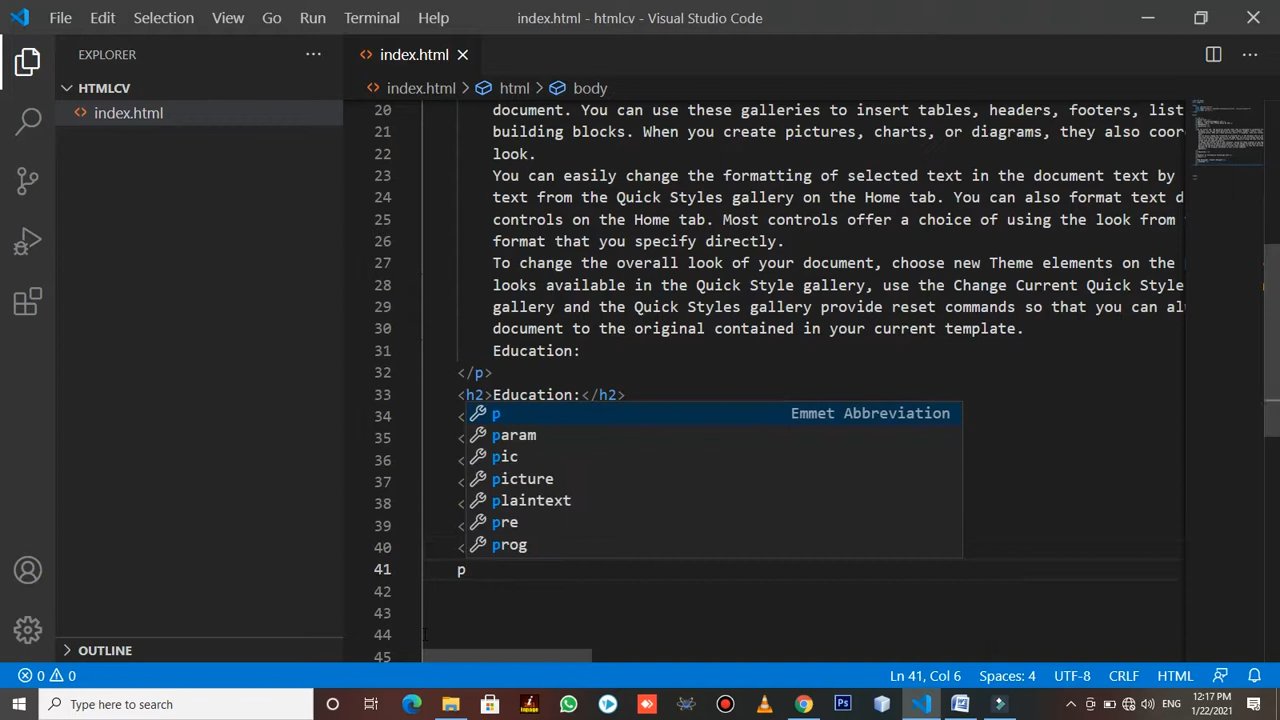 File Edit Selection View Go Run Terminal Help index.html - htmlcv - Visual Studio Code
EXPLORER
HTMLCV
index.html
index.html
index.html html body
20 document. You can use these galleries to insert tables, headers, footers, list
21 building blocks. When you create pictures, charts, or diagrams, they also coor
22 look.
23 You can easily change the formatting of selected text in the document text by
24 text from the Quick Styles gallery on the Home tab. You can also format text d
25 controls on the Home tab. Most controls offer a choice of using the look from
26 format that you specify directly.
27 To change the overall look of your document, choose new Theme elements on the
28 looks available in the Quick Style gallery, use the Change Current Quick Style
29 gallery and the Quick Styles gallery provide reset commands so that you can al
30 document to the original contained in your current template.
31 Education:
32 </p>
33 <h2>Education:</h2>
34 <
35 <
36 <
37 <
38 <
39 <
40 <
41 p
42
43
44
45
p Emmet Abbreviation
param
pic
picture
plaintext
pre
prog
OUTLINE
0 0 Ln 41, Col 6 Spaces: 4 UTF-8 CRLF HTML
Type here to search
ENG
12:17 PM
1/22/2021